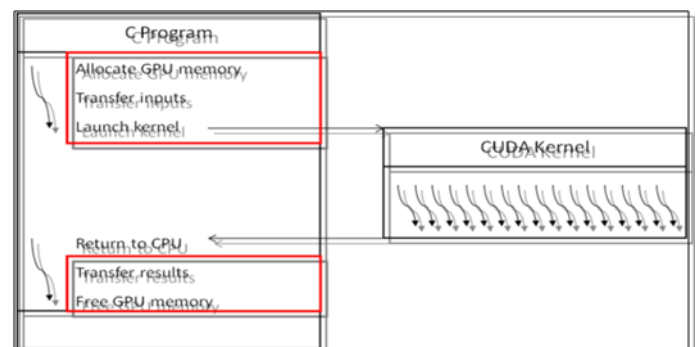 C Program
Allocate GPU memory
Transfer inputs
Launch kernel
CUDA Kernel
Return to CPU
Transfer results
Free GPU memory